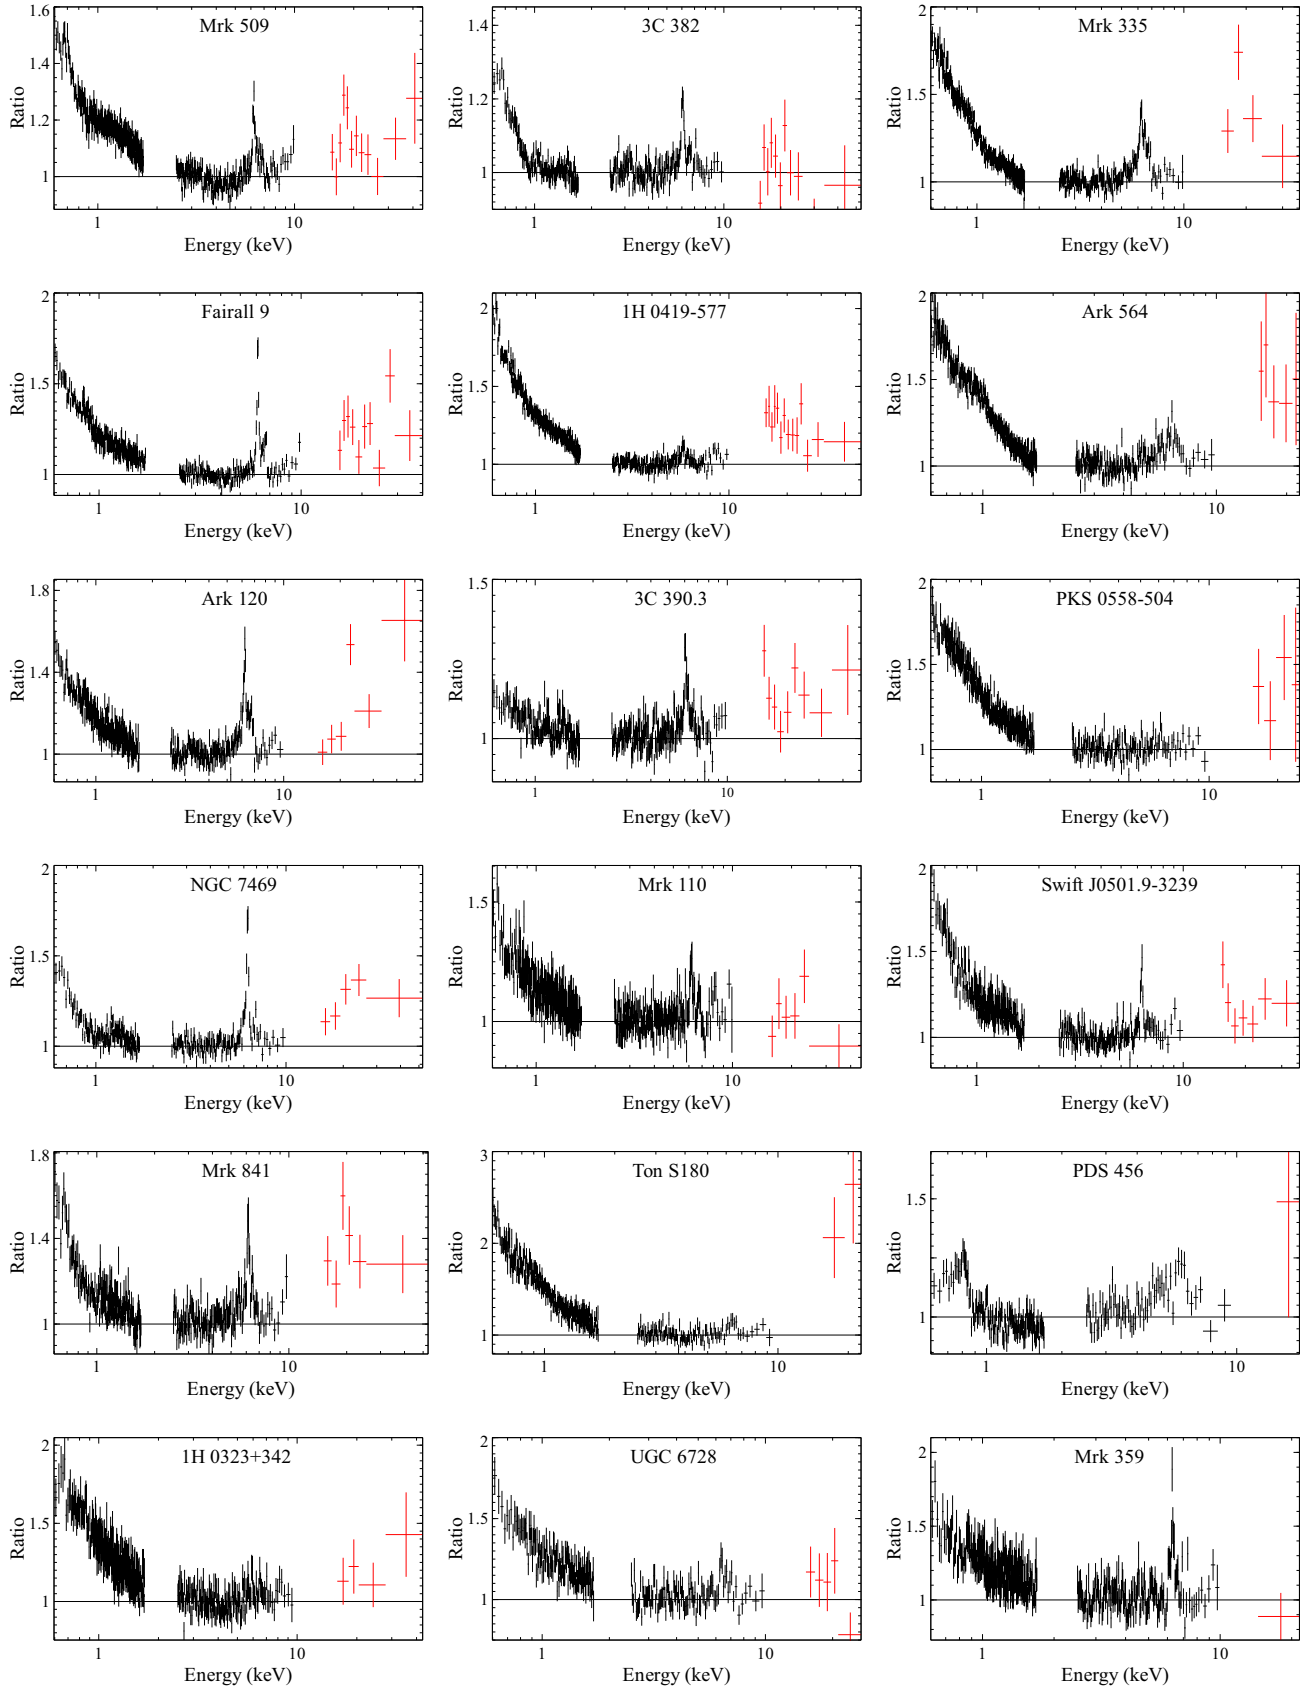 Mrk 509
1.6
1.4
1.2
1
Ratio
1
10
Energy (keV)
3C 382
1.4
1.2
1
Ratio
1
10
Energy (keV)
Mrk 335
2
1.5
1
Ratio
1
10
Energy (keV)
Fairall 9
2
1.5
1
Ratio
1
10
Energy (keV)
1H 0419-577
2
1.5
1
Ratio
1
10
Energy (keV)
Ark 564
2
1.5
1
Ratio
1
10
Energy (keV)
Ark 120
1.8
1.4
1
Ratio
1
10
Energy (keV)
3C 390.3
1.5
1
Ratio
1
10
Energy (keV)
PKS 0558-504
2
1.5
1
Ratio
1
10
Energy (keV)
NGC 7469
2
1.5
1
Ratio
1
10
Energy (keV)
Mrk 110
1.5
1
Ratio
1
10
Energy (keV)
Swift J0501.9-3239
2
1.5
1
Ratio
1
10
Energy (keV)
Mrk 841
1.8
1.4
1
Ratio
1
10
Energy (keV)
Ton S180
3
2
1
Ratio
1
10
Energy (keV)
PDS 456
1.5
1
Ratio
1
10
Energy (keV)
1H 0323+342
2
1.5
1
Ratio
1
10
Energy (keV)
UGC 6728
2
1.5
1
Ratio
1
10
Energy (keV)
Mrk 359
2
1.5
1
Ratio
1
10
Energy (keV)